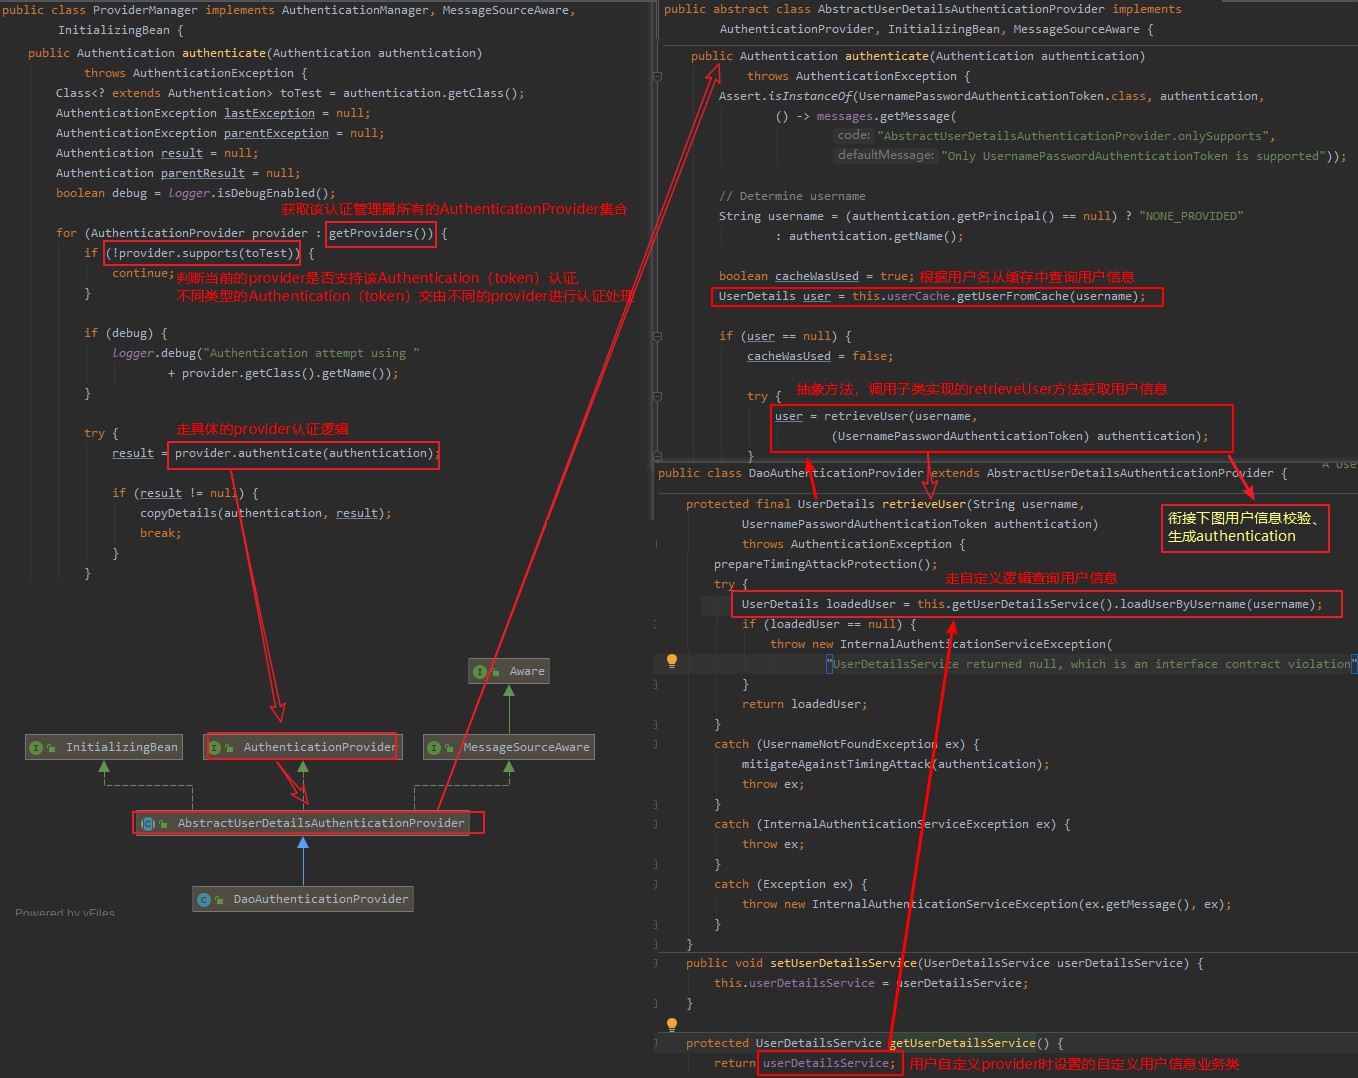 public class ProviderManager implements AuthenticationManager, MessageSourceAware,
InitializingBean {
public Authentication authenticate(Authentication authentication)
throws AuthenticationException {
Class<? extends Authentication> toTest = authentication.getClass();
AuthenticationException lastException = null;
AuthenticationException parentException = null;
Authentication result = null;
Authentication parentResult = null;
boolean debug = logger.isDebugEnabled();
获取该认证管理器所有的AuthenticationProvider集合
for (AuthenticationProvider provider : getProviders()) {
if (!provider.supports(toTest)) {
continue;
判断当前的provider是否支持该Authentication（token）认证,
不同类型的Authentication（token）交由不同的provider进行认证处理
}
if (debug) {
logger.debug("Authentication attempt using "
+ provider.getClass().getName());
}
走具体的provider认证逻辑
try {
result = provider.authenticate(authentication);
if (result != null) {
copyDetails(authentication, result);
break;
}
}
Aware
InitializingBean
AuthenticationProvider
MessageSourceAware
AbstractUserDetailsAuthenticationProvider
DaoAuthenticationProvider
Powered by yFiles
public abstract class AbstractUserDetailsAuthenticationProvider implements
AuthenticationProvider, InitializingBean, MessageSourceAware {
public Authentication authenticate(Authentication authentication)
throws AuthenticationException {
Assert.isInstanceOf(UsernamePasswordAuthenticationToken.class, authentication,
() -> messages.getMessage(
code: "AbstractUserDetailsAuthenticationProvider.onlySupports",
defaultMessage: "Only UsernamePasswordAuthenticationToken is supported"));
// Determine username
String username = (authentication.getPrincipal() == null) ? "NONE_PROVIDED"
: authentication.getName();
boolean cacheWasUsed = true; 根据用户名从缓存中查询用户信息
UserDetails user = this.userCache.getUserFromCache(username);
if (user == null) {
cacheWasUsed = false;
抽象方法，调用子类实现的retrieveUser方法获取用户信息
try {
user = retrieveUser(username,
(UsernamePasswordAuthenticationToken) authentication);
}
public class DaoAuthenticationProvider extends AbstractUserDetailsAuthenticationProvider {
protected final UserDetails retrieveUser(String username,
UsernamePasswordAuthenticationToken authentication)
throws AuthenticationException {
衔接下图用户信息校验、
生成authentication
prepareTimingAttackProtection();
走自定义逻辑查询用户信息
try {
UserDetails loadedUser = this.getUserDetailsService().loadUserByUsername(username);
if (loadedUser == null) {
throw new InternalAuthenticationServiceException(
"UserDetailsService returned null, which is an interface contract violation"
}
return loadedUser;
}
catch (UsernameNotFoundException ex) {
mitigateAgainstTimingAttack(authentication);
throw ex;
}
catch (InternalAuthenticationServiceException ex) {
throw ex;
}
catch (Exception ex) {
throw new InternalAuthenticationServiceException(ex.getMessage(), ex);
}
}
public void setUserDetailsService(UserDetailsService userDetailsService) {
this.userDetailsService = userDetailsService;
}
protected UserDetailsService getUserDetailsService() {
return userDetailsService; 用户自定义provider时设置的自定义用户信息业务类